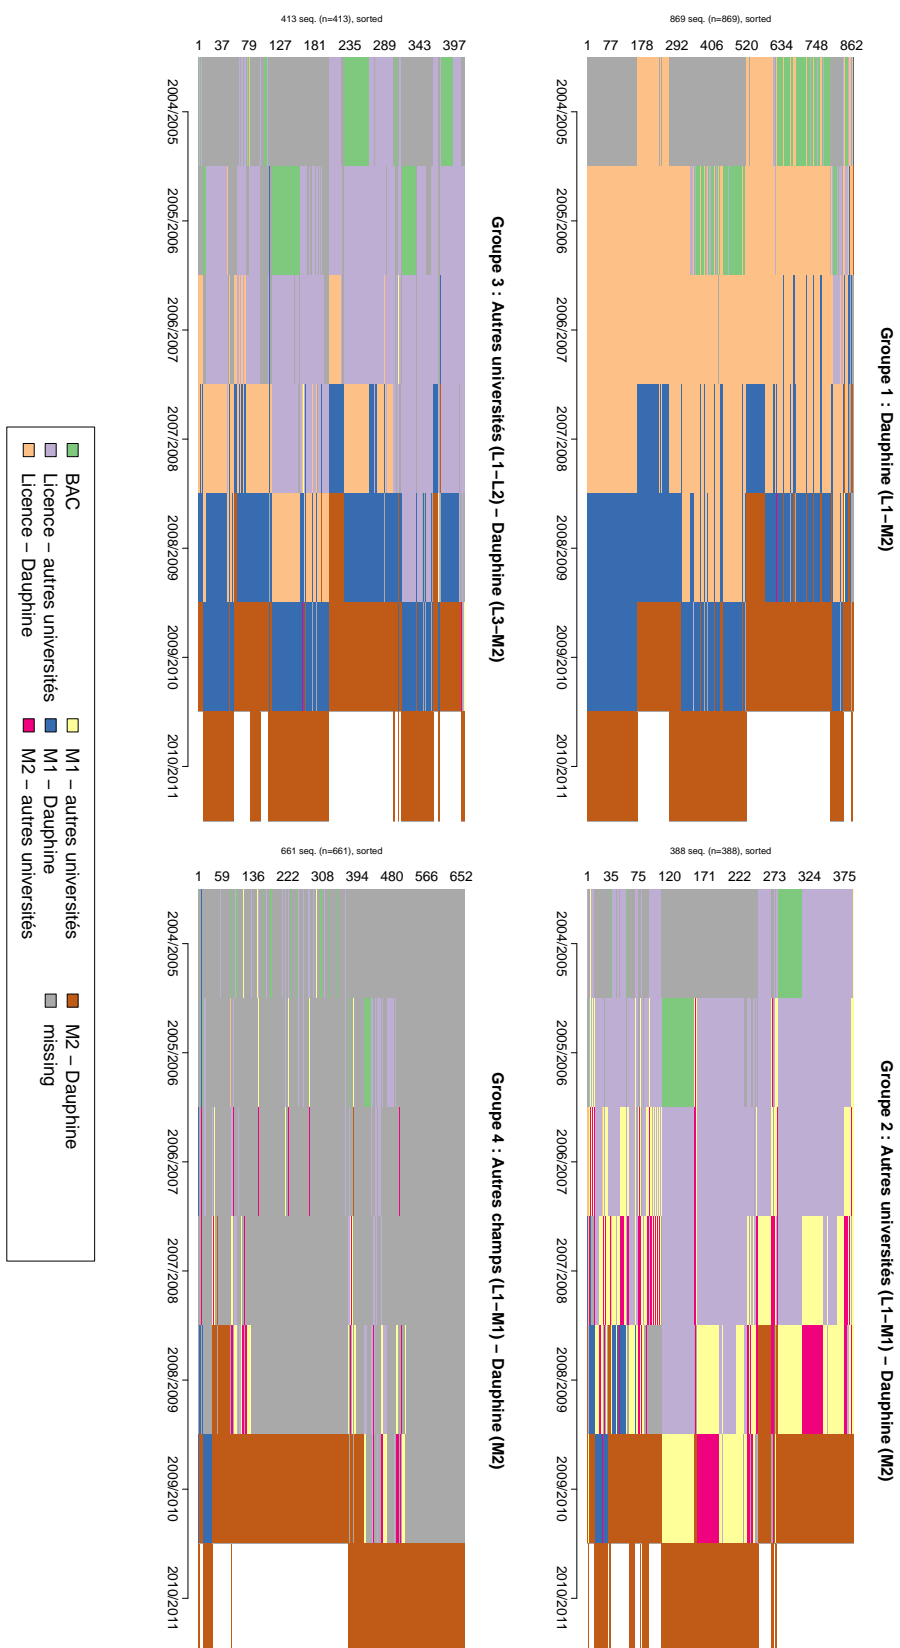 Groupe 1 : Dauphine (L1−M2)
869 seq. (n=869), sorted
1 77 178 292 406 520 634 748 862
2004/2005 2005/2006 2006/2007 2007/2008 2008/2009 2009/2010 2010/2011
Groupe 2 : Autres universités (L1−M1) − Dauphine (M2)
388 seq. (n=388), sorted
1 35 75 120 171 222 273 324 375
2004/2005 2005/2006 2006/2007 2007/2008 2008/2009 2009/2010 2010/2011
Groupe 3 : Autres universités (L1−L2) − Dauphine (L3−M2)
413 seq. (n=413), sorted
1 37 79 127 181 235 289 343 397
2004/2005 2005/2006 2006/2007 2007/2008 2008/2009 2009/2010 2010/2011
Groupe 4 : Autres champs (L1−M1) − Dauphine (M2)
661 seq. (n=661), sorted
1 59 136 222 308 394 480 566 652
2004/2005 2005/2006 2006/2007 2007/2008 2008/2009 2009/2010 2010/2011
BAC
Licence − autres universités
Licence − Dauphine
M1 − autres universités
M1 − Dauphine
M2 − autres universités
M2 − Dauphine
missing